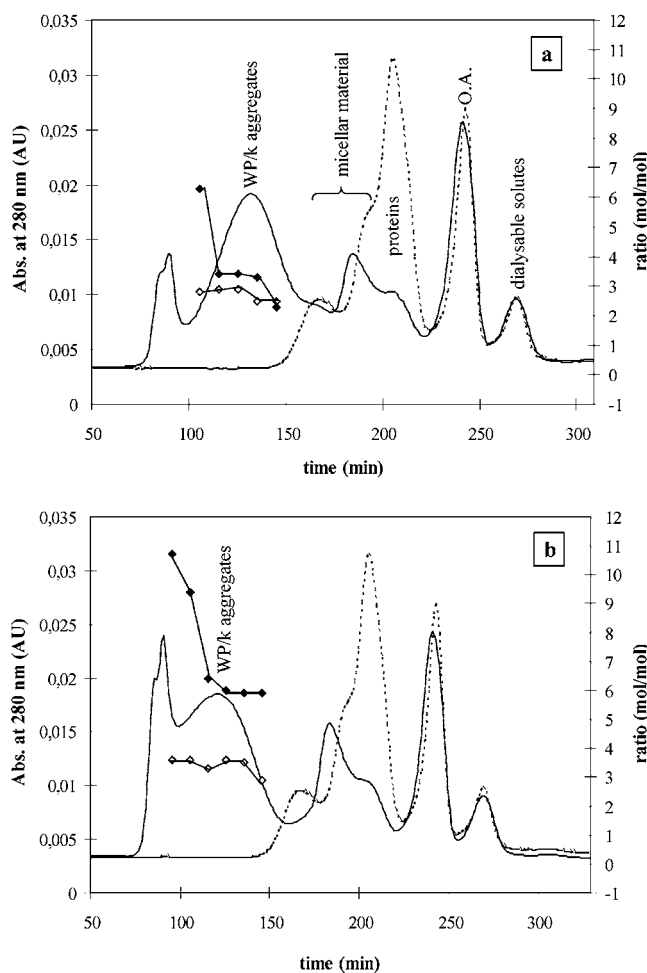 a
Abs. at 280 nm (AU)
0,035
0,03
0,025
0,02
0,015
0,01
0,005
0
WP/k aggregates
micellar material
proteins
O.A.
dialysable solutes
12
11
10
9
8
7
6
5
4
3
2
1
0
-1
ratio (mol/mol)
50 100 150 200 250 300
time (min)
b
Abs. at 280 nm (AU)
0,035
0,03
0,025
0,02
0,015
0,01
0,005
0
WP/k aggregates
12
11
10
9
8
7
6
5
4
3
2
1
0
-1
ratio (mol/mol)
50 100 150 200 250 300
time (min)